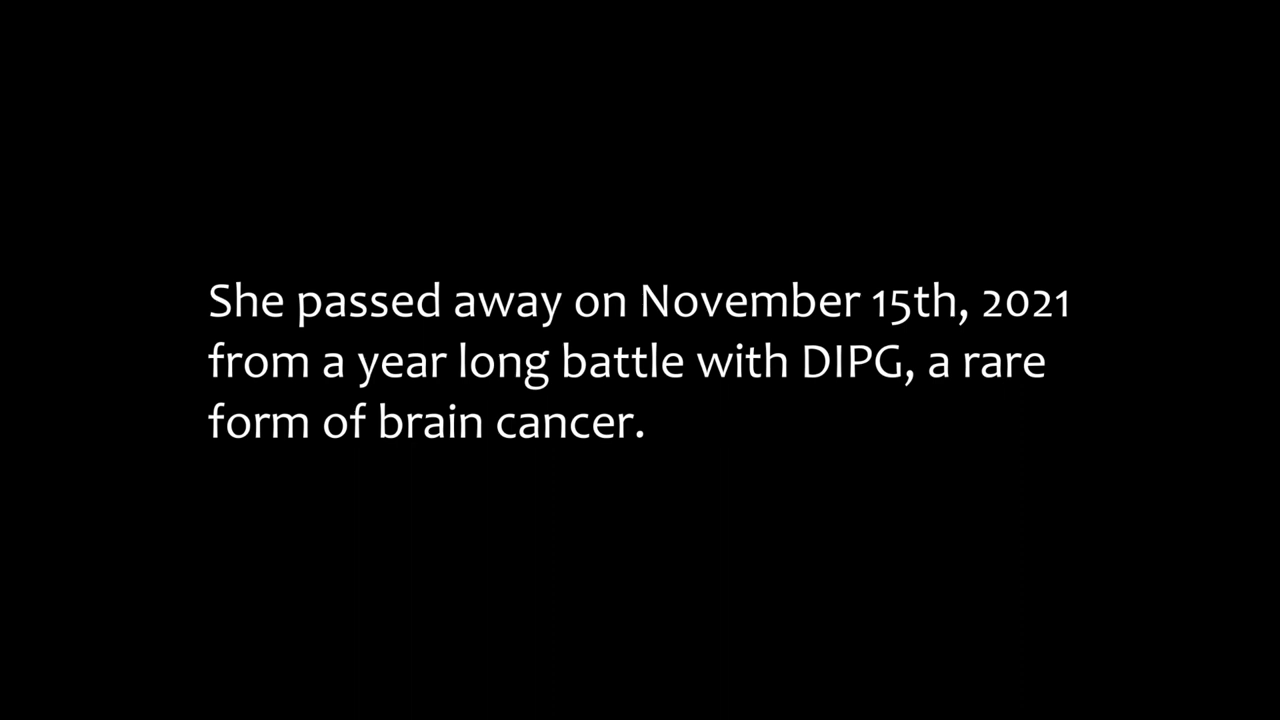 She passed away on November 15th, 2021
from a year long battle with DIPG, a rare
form of brain cancer.